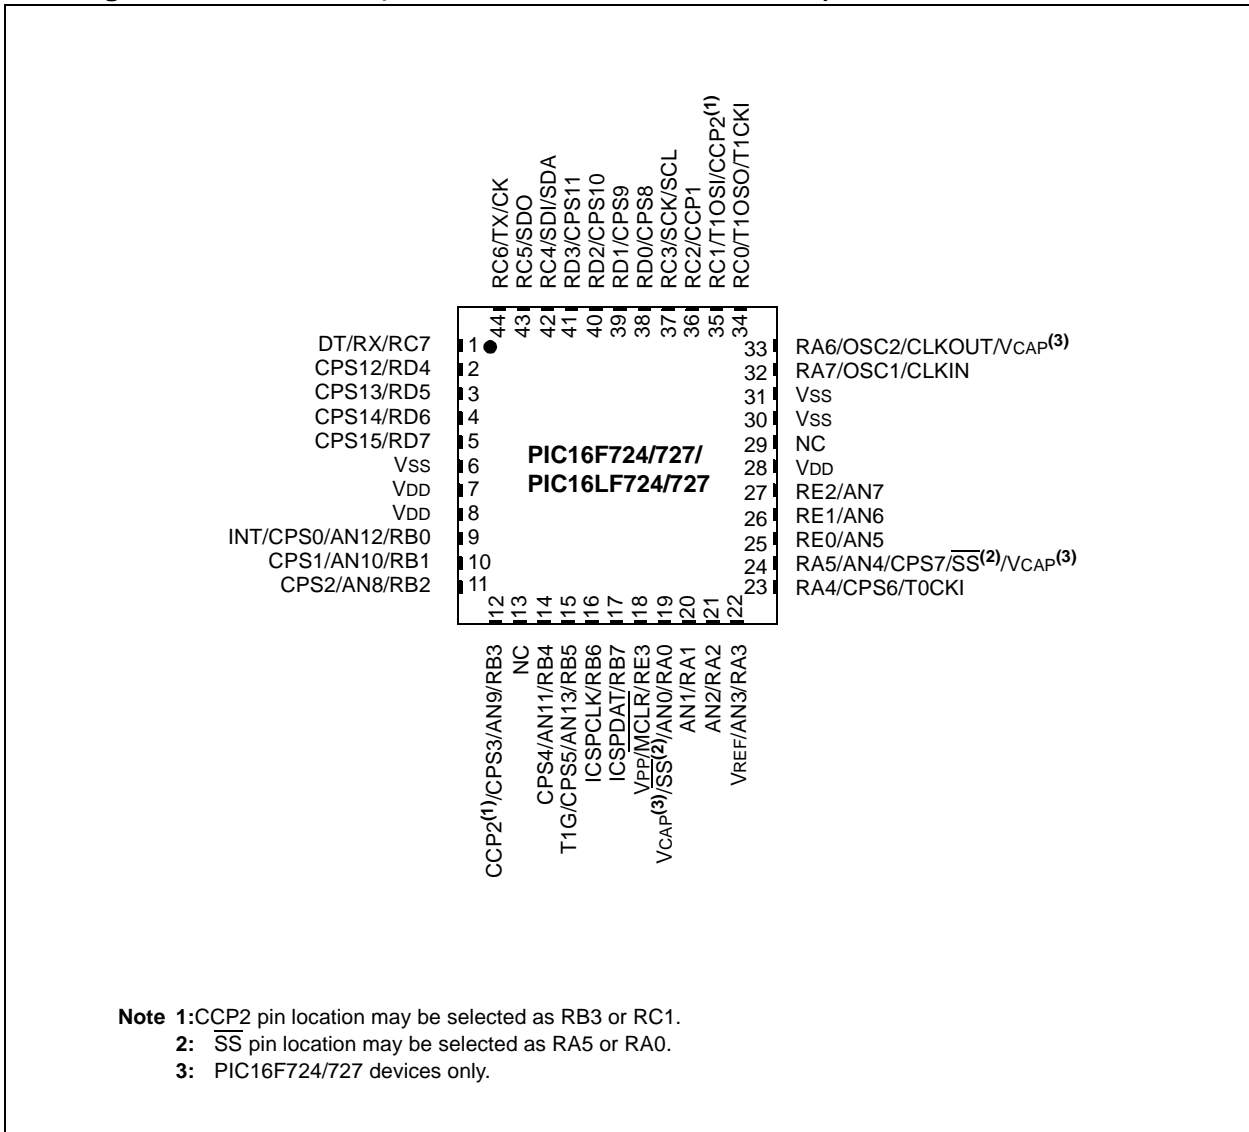 RC6/TX/CK
RC5/SDO
RC4/SDI/SDA
RD3/CPS11
RD2/CPS10
RD1/CPS9
RD0/CPS8
RC3/SCK/SCL
RC2/CCP1
RC1/T1OSI/CCP2(1)
RC0/T1OSO/T1CKI
44
43
42
41
40
39
38
37
36
35
34
DT/RX/RC7 1
CPS12/RD4 2
CPS13/RD5 3
CPS14/RD6 4
CPS15/RD7 5
VSS 6
VDD 7
VDD 8
INT/CPS0/AN12/RB0 9
CPS1/AN10/RB1 10
CPS2/AN8/RB2 11
PIC16F724/727/
PIC16LF724/727
33 RA6/OSC2/CLKOUT/VCAP(3)
32 RA7/OSC1/CLKIN
31 VSS
30 VSS
29 NC
28 VDD
27 RE2/AN7
26 RE1/AN6
25 RE0/AN5
24 RA5/AN4/CPS7/SS(2)/VCAP(3)
23 RA4/CPS6/T0CKI
12
13
14
15
16
17
18
19
20
21
22
CCP2(1)/CPS3/AN9/RB3
NC
CPS4/AN11/RB4
T1G/CPS5/AN13/RB5
ICSPCLK/RB6
ICSPDAT/RB7
VPP/MCLR/RE3
VCAP(3)/SS(2)/AN0/RA0
AN1/RA1
AN2/RA2
VREF/AN3/RA3
Note 1:CCP2 pin location may be selected as RB3 or RC1.
2: SS pin location may be selected as RA5 or RA0.
3: PIC16F724/727 devices only.